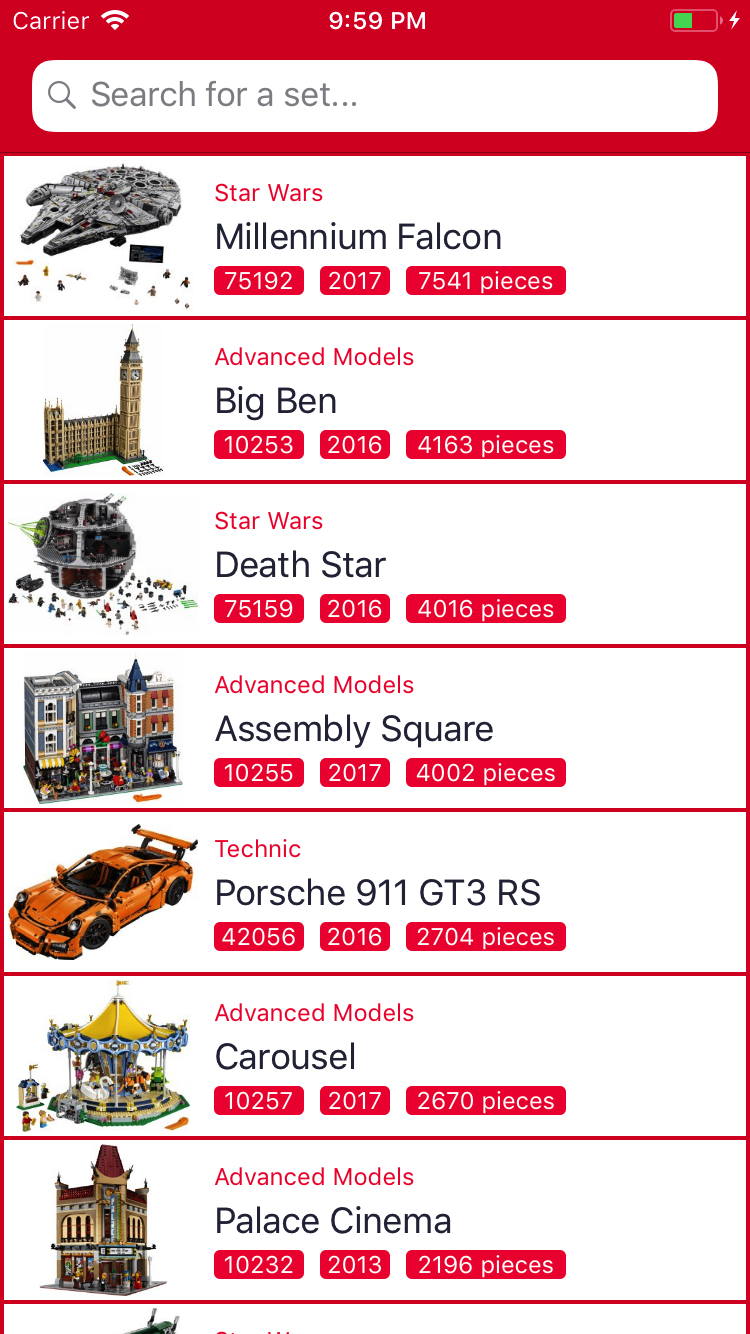 Carrier 9:59 PM
Search for a set...
Star Wars
Millennium Falcon
75192 2017 7541 pieces
Advanced Models
Big Ben
10253 2016 4163 pieces
Star Wars
Death Star
75159 2016 4016 pieces
Advanced Models
Assembly Square
10255 2017 4002 pieces
Technic
Porsche 911 GT3 RS
42056 2016 2704 pieces
Advanced Models
Carousel
10257 2017 2670 pieces
Advanced Models
Palace Cinema
10232 2013 2196 pieces